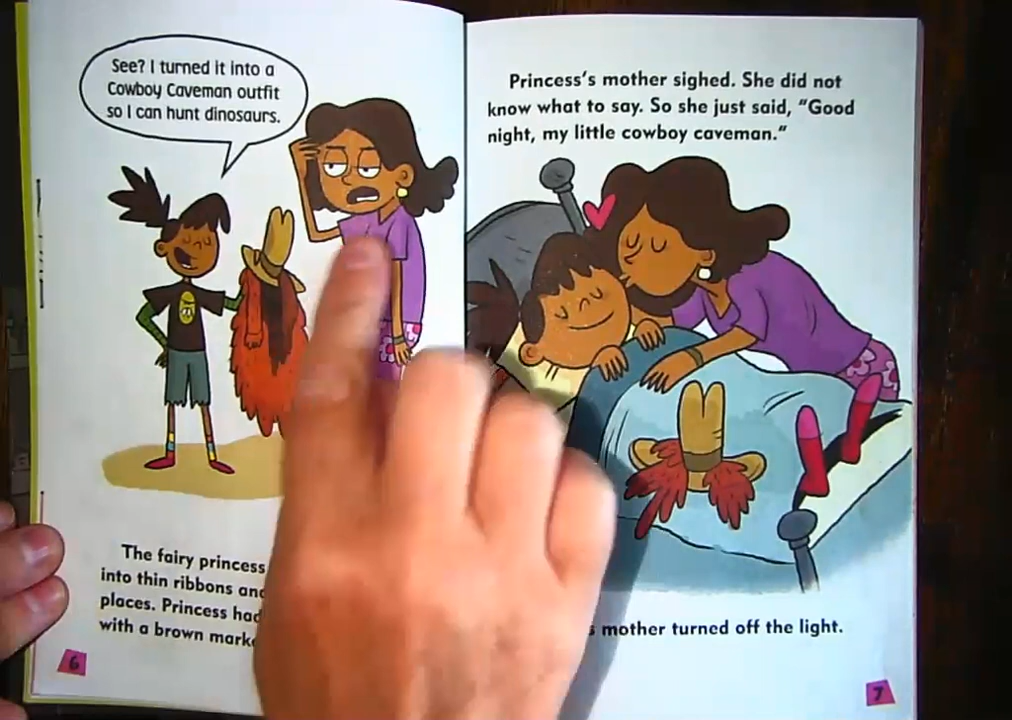 See? I turned it into a
Cowboy Caveman outfit
so I can hunt dinosaurs.
The fairy princess
into thin ribbons and
places. Princess had
with a brown
6
Princess's mother sighed. She did not
know what to say. So she just said, "Good
night, my little cowboy caveman."
mother turned off the light.
7